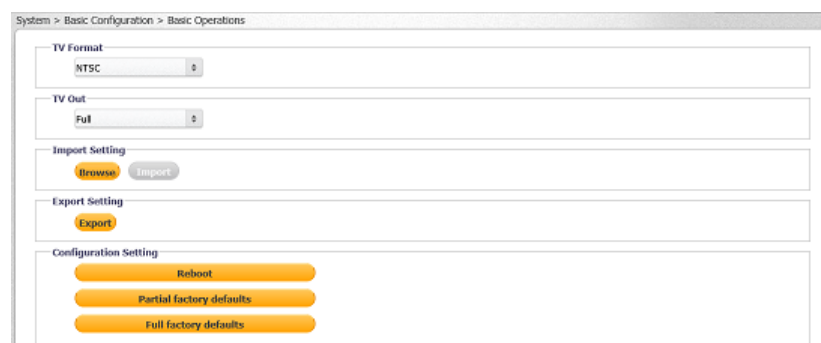 System > Basic Configuration > Basic Operations
TV Format
NTSC
TV Out
Full
Import Setting
Browse Import
Export Setting
Export
Configuration Setting
Reboot
Partial factory defaults
Full factory defaults